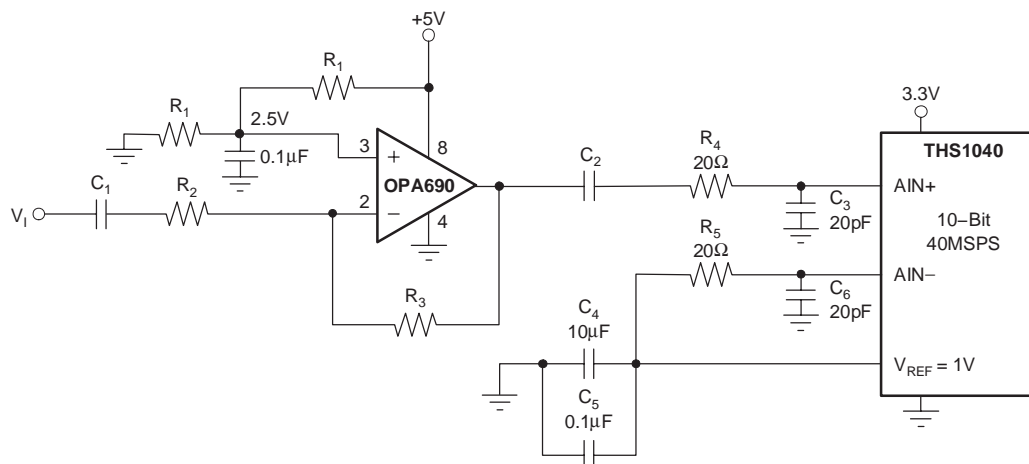 +5V
R1
R1
2.5V
0.1μF
3
+
8
OPA690
2
−
4
C1
R2
VI
R3
C2
R4
20Ω
C3
20pF
R5
20Ω
C6
20pF
C4
10μF
C5
0.1μF
3.3V
THS1040
AIN+
10−Bit
40MSPS
AIN−
VREF = 1V